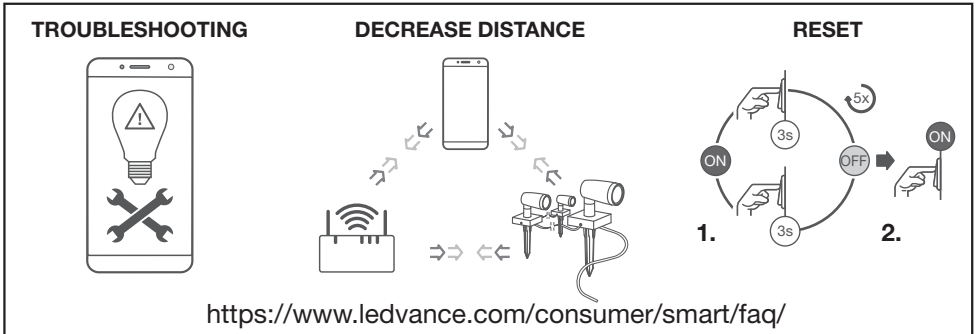 TROUBLESHOOTING
DECREASE DISTANCE
RESET
5x
3s
ON
OFF
ON
3s
1.
2.
https://www.ledvance.com/consumer/smart/faq/